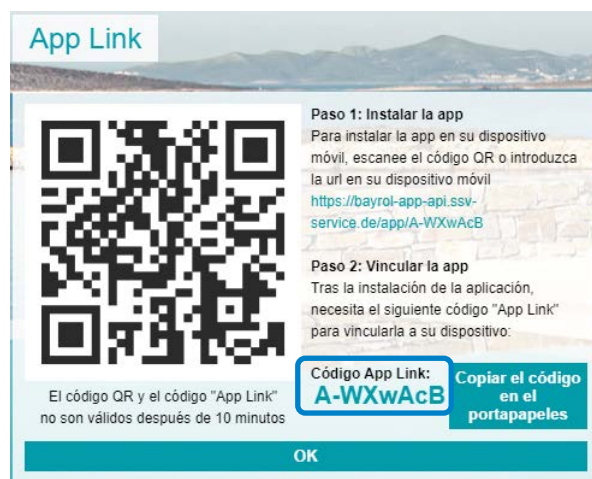 App Link
Paso 1: Instalar la app
Para instalar la app en su dispositivo
móvil, escanee el código QR o introduzca
la url en su dispositivo móvil
https://bayrol-app-api.ssv-
service.de/app/A-WXwAcB
Paso 2: Vincular la app
Tras la instalación de la aplicación,
necesita el siguiente código "App Link"
para vincularla a su dispositivo:
Código App Link:
A-WXwAcB
Copiar el código
en el
portapapeles
El código QR y el código "App Link"
no son válidos después de 10 minutos
OK